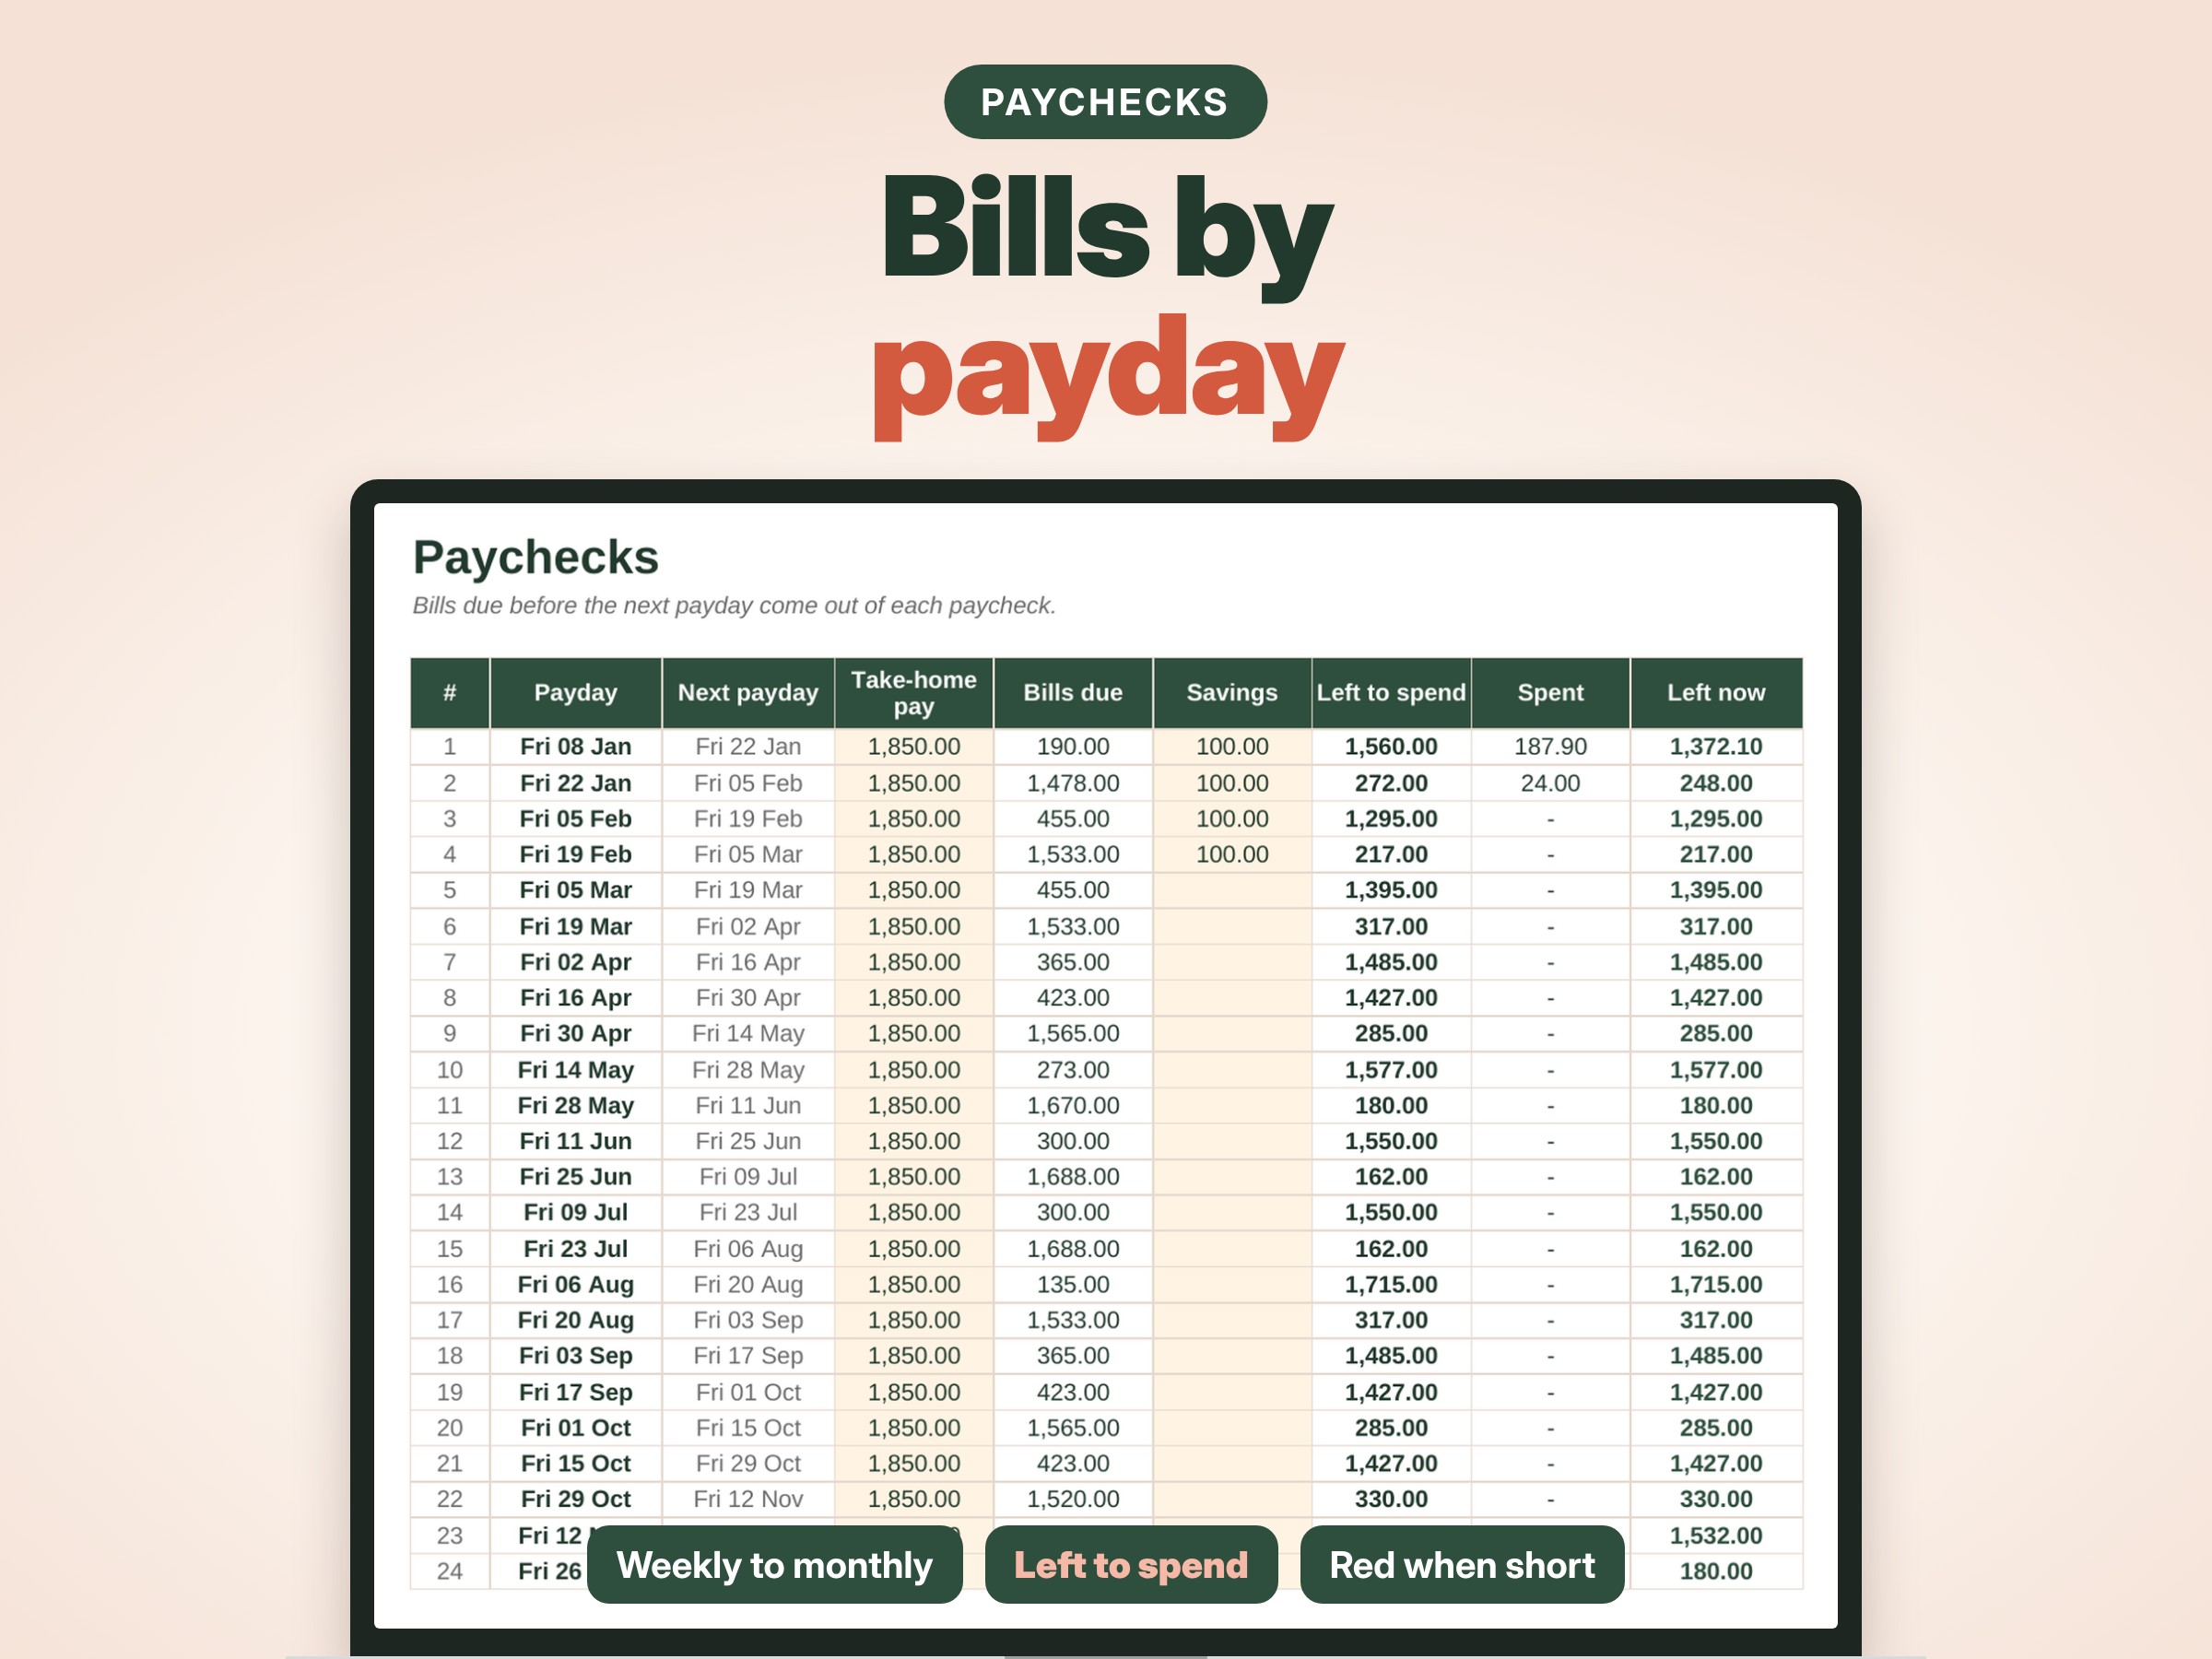 PAYCHECKS
Bills by
payday
Paychecks
Bills due before the next payday come out of each paycheck.
# Payday Next payday Take-home pay Bills due Savings Left to spend Spent Left now
1 Fri 08 Jan Fri 22 Jan 1,850.00 190.00 100.00 1,560.00 187.90 1,372.10
2 Fri 22 Jan Fri 05 Feb 1,850.00 1,478.00 100.00 272.00 24.00 248.00
3 Fri 05 Feb Fri 19 Feb 1,850.00 455.00 100.00 1,295.00 - 1,295.00
4 Fri 19 Feb Fri 05 Mar 1,850.00 1,533.00 100.00 217.00 - 217.00
5 Fri 05 Mar Fri 19 Mar 1,850.00 455.00 1,395.00 - 1,395.00
6 Fri 19 Mar Fri 02 Apr 1,850.00 1,533.00 317.00 - 317.00
7 Fri 02 Apr Fri 16 Apr 1,850.00 365.00 1,485.00 - 1,485.00
8 Fri 16 Apr Fri 30 Apr 1,850.00 423.00 1,427.00 - 1,427.00
9 Fri 30 Apr Fri 14 May 1,850.00 1,565.00 285.00 - 285.00
10 Fri 14 May Fri 28 May 1,850.00 273.00 1,577.00 - 1,577.00
11 Fri 28 May Fri 11 Jun 1,850.00 1,670.00 180.00 - 180.00
12 Fri 11 Jun Fri 25 Jun 1,850.00 300.00 1,550.00 - 1,550.00
13 Fri 25 Jun Fri 09 Jul 1,850.00 1,688.00 162.00 - 162.00
14 Fri 09 Jul Fri 23 Jul 1,850.00 300.00 1,550.00 - 1,550.00
15 Fri 23 Jul Fri 06 Aug 1,850.00 1,688.00 162.00 - 162.00
16 Fri 06 Aug Fri 20 Aug 1,850.00 135.00 1,715.00 - 1,715.00
17 Fri 20 Aug Fri 03 Sep 1,850.00 1,533.00 317.00 - 317.00
18 Fri 03 Sep Fri 17 Sep 1,850.00 365.00 1,485.00 - 1,485.00
19 Fri 17 Sep Fri 01 Oct 1,850.00 423.00 1,427.00 - 1,427.00
20 Fri 01 Oct Fri 15 Oct 1,850.00 1,565.00 285.00 - 285.00
21 Fri 15 Oct Fri 29 Oct 1,850.00 423.00 1,427.00 - 1,427.00
22 Fri 29 Oct Fri 12 Nov 1,850.00 1,520.00 330.00 - 330.00
23 Fri 12 1,532.00
24 Fri 26 180.00
Weekly to monthly Left to spend Red when short